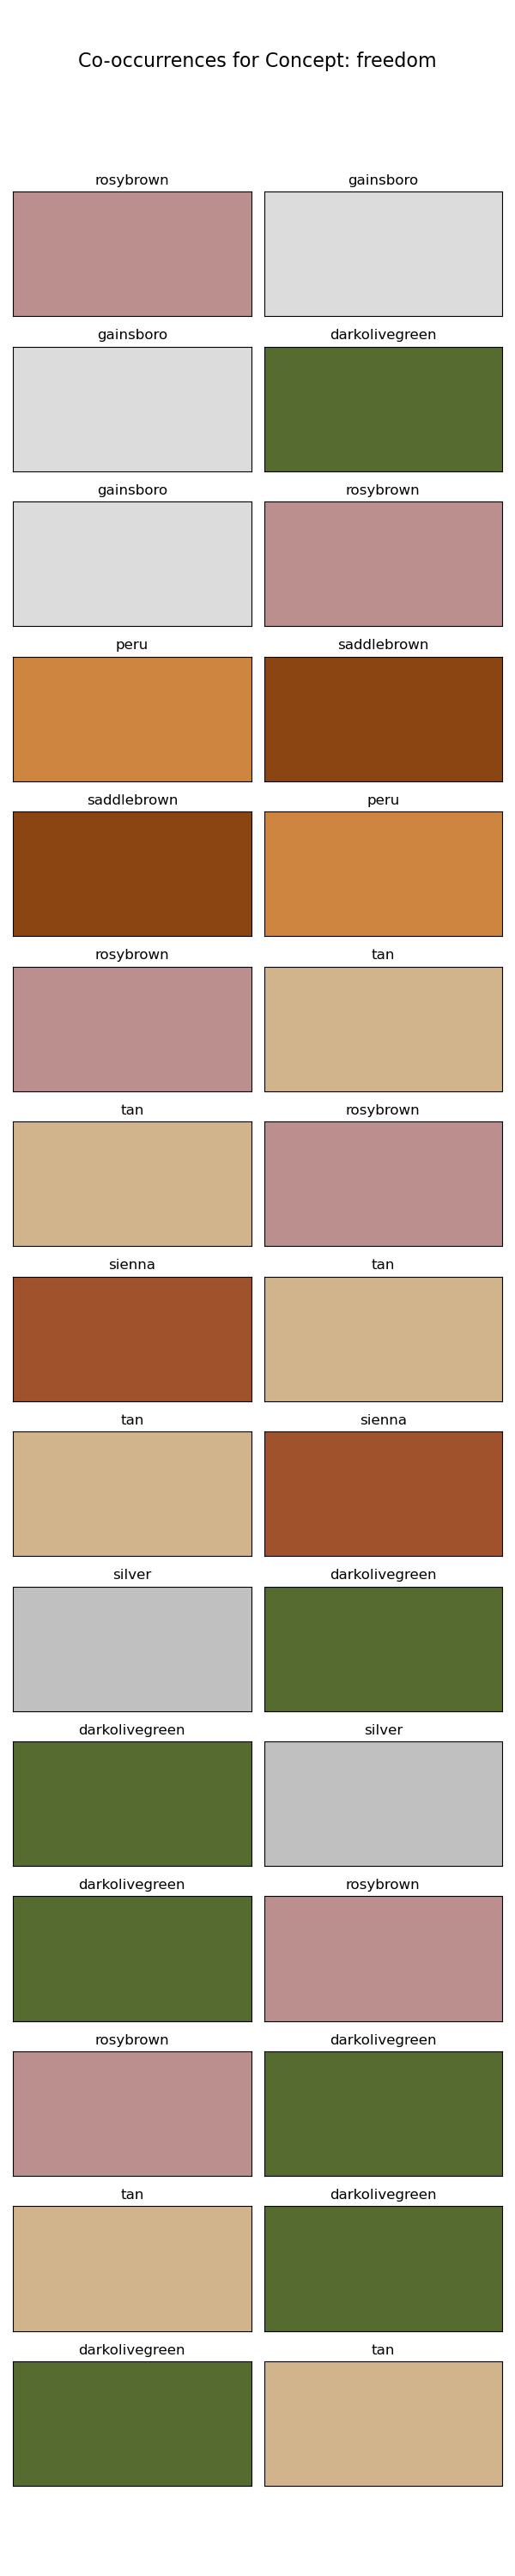 Co-occurrences for Concept: freedom
rosybrown gainsboro
gainsboro darkolivegreen
gainsboro rosybrown
peru saddlebrown
saddlebrown peru
rosybrown tan
tan rosybrown
sienna tan
tan sienna
silver darkolivegreen
darkolivegreen silver
darkolivegreen rosybrown
rosybrown darkolivegreen
tan darkolivegreen
darkolivegreen tan